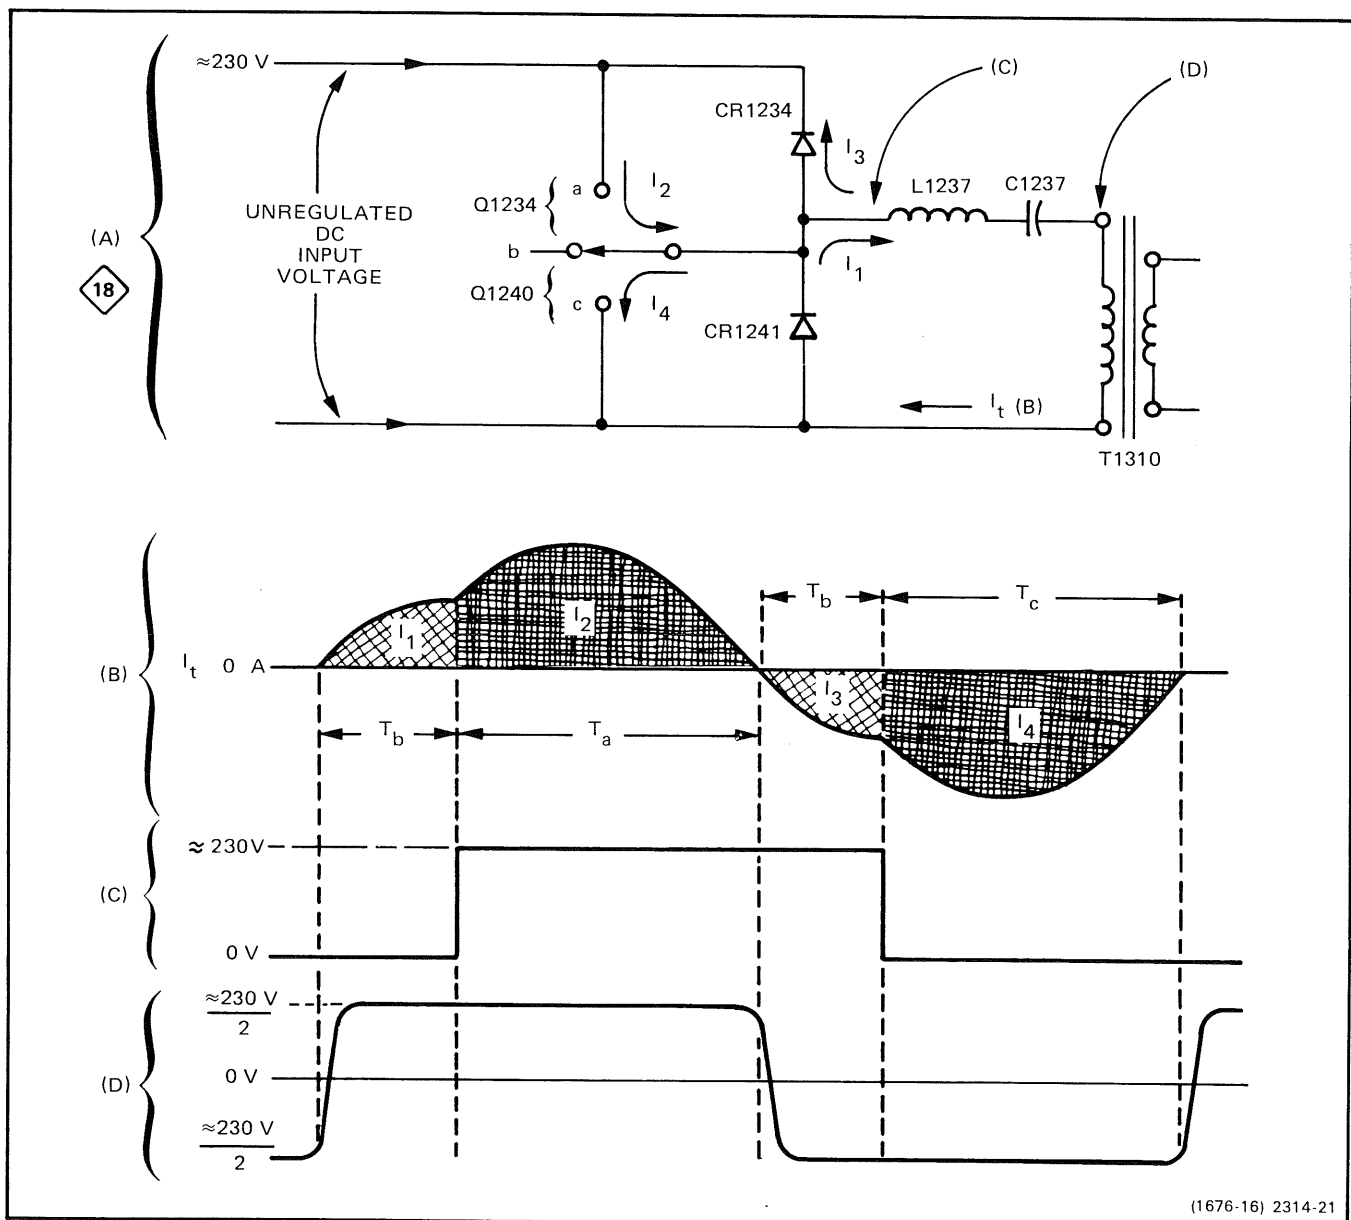 ≈230 V
(C)
(D)
CR1234
I3
a
I2
L1237
C1237
Q1234
UNREGULATED
DC
INPUT
VOLTAGE
(A)
18
b
I1
Q1240
c
I4
CR1241
It (B)
T1310
Tb
Tc
I2
I1
(B)
It 0 A
I3
I4
Tb
Ta
≈ 230V
(C)
0 V
≈230 V
2
0V
(D)
≈230 V
2
(1676-16) 2314-21